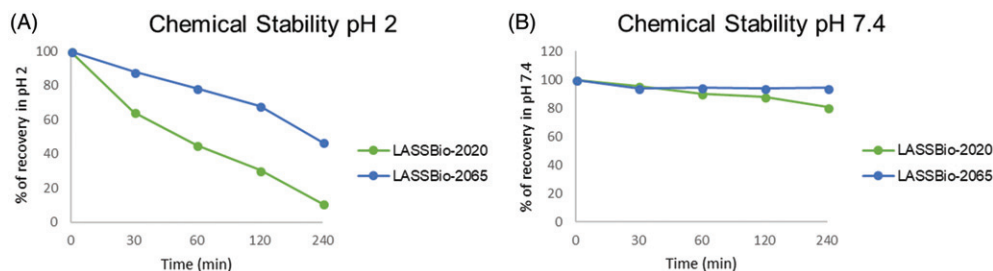 (A) Chemical Stability pH 2
% of recovery in pH 2
100
80
60
40
20
0
0 30 60 120 240
Time (min)
LASSBio-2020
LASSBio-2065
(B) Chemical Stability pH 7.4
% of recovery in pH 7.4
120
100
80
60
40
20
0
0 30 60 120 240
Time (min)
LASSBio-2020
LASSBio-2065